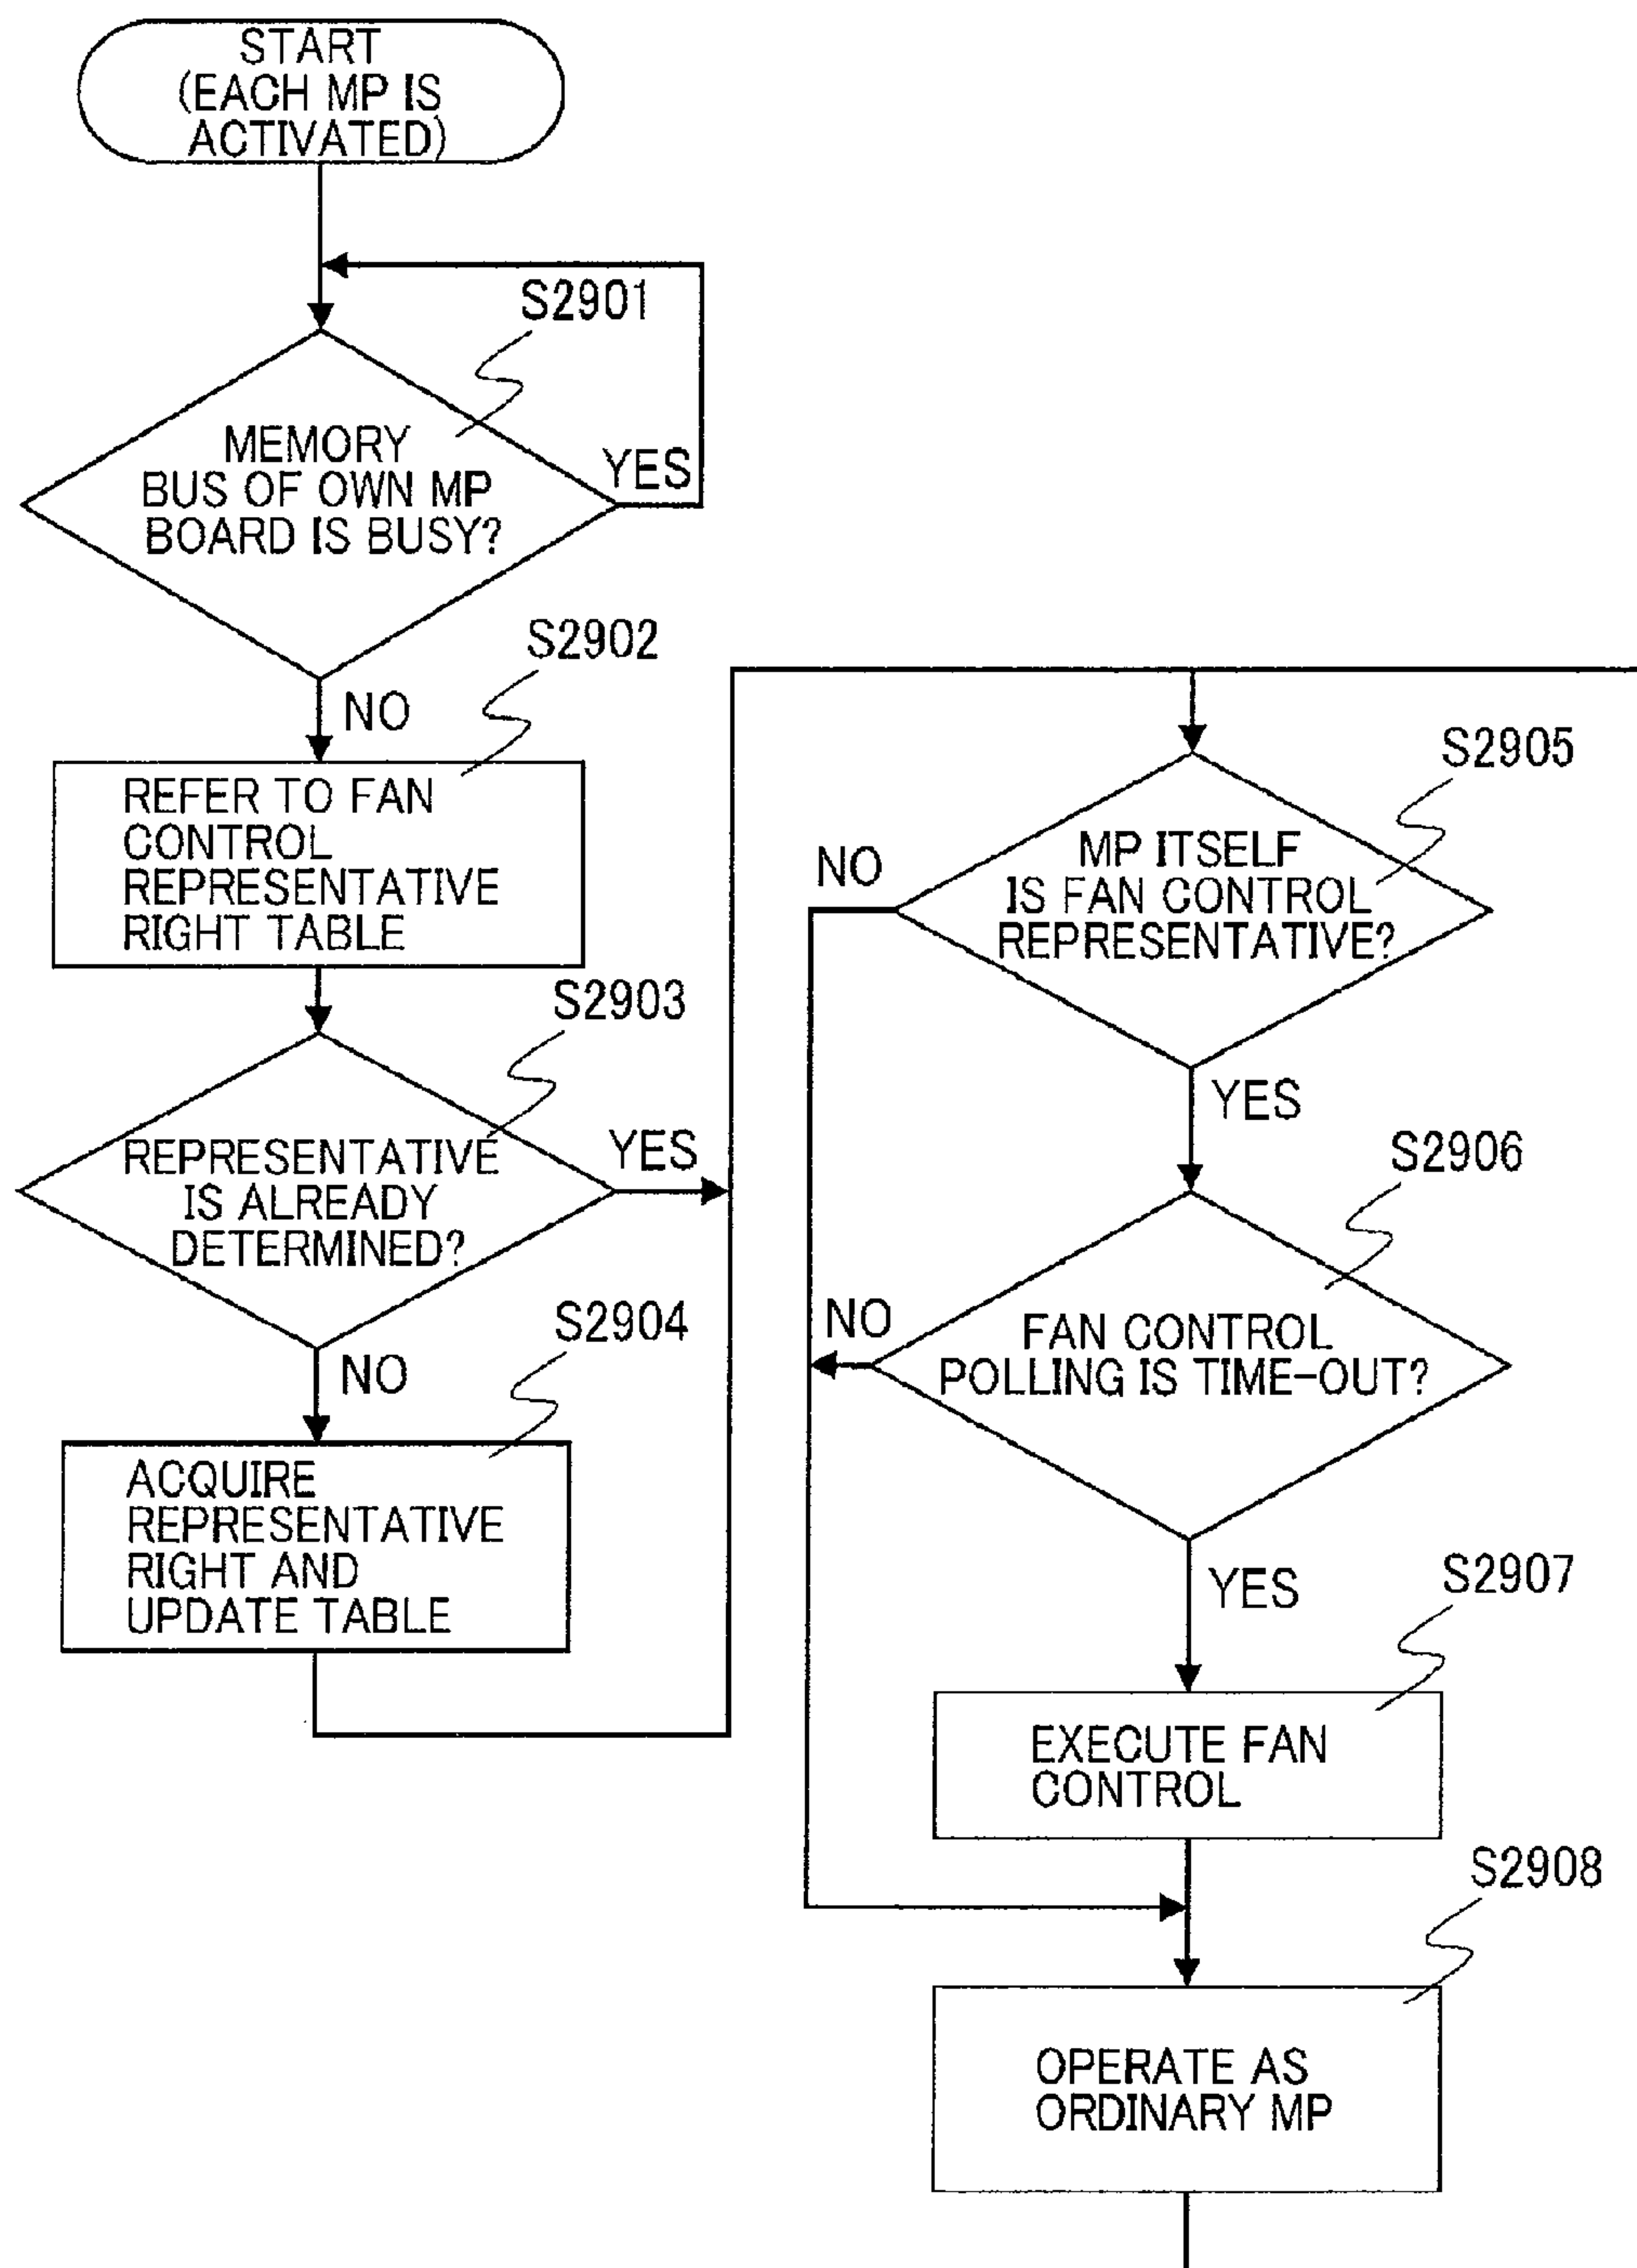 START
(EACH MP IS
ACTIVATED)
S2901
MEMORY
BUS OF OWN MP
BOARD IS BUSY?
YES
NO
S2902
REFER TO FAN
CONTROL
REPRESENTATIVE
RIGHT TABLE
S2903
REPRESENTATIVE
IS ALREADY
DETERMINED?
YES
NO
S2904
ACQUIRE
REPRESENTATIVE
RIGHT AND
UPDATE TABLE
S2905
MP ITSELF
IS FAN CONTROL
REPRESENTATIVE?
NO
YES
S2906
FAN CONTROL
POLLING IS TIME-OUT?
NO
YES
S2907
EXECUTE FAN
CONTROL
S2908
OPERATE AS
ORDINARY MP